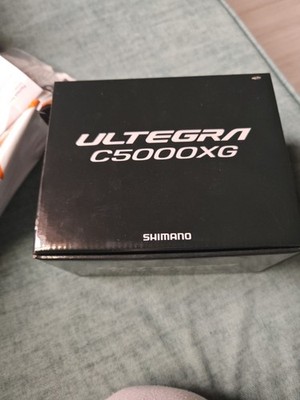 ULTEGRA
C5000XG
SHIMANO